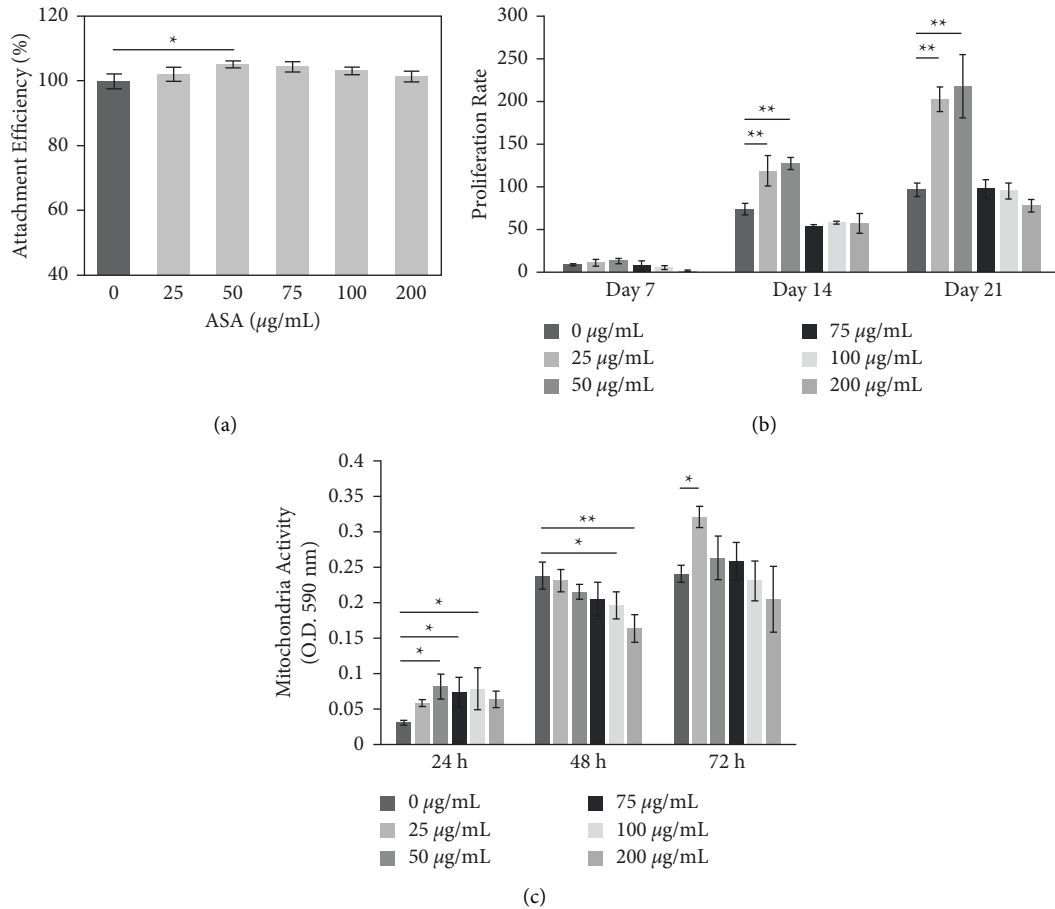 Attachment Efficiency (%)
140
120
100
80
60
40
*
0 25 50 75 100 200
ASA (µg/mL)
(a)
Proliferation Rate
300
250
200
150
100
50
0
**
**
**
**
Day 7 Day 14 Day 21
0 µg/mL 75 µg/mL
25 µg/mL 100 µg/mL
50 µg/mL 200 µg/mL
(b)
Mitochondria Activity
(O.D. 590 nm)
0.4
0.35
0.3
0.25
0.2
0.15
0.1
0.05
0
*
*
*
**
*
*
24 h 48 h 72 h
0 µg/mL 75 µg/mL
25 µg/mL 100 µg/mL
50 µg/mL 200 µg/mL
(c)